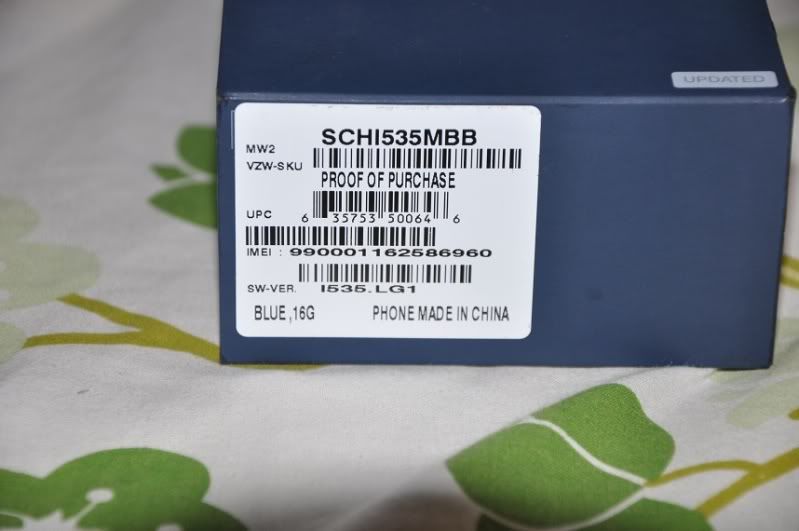 UPDATED
SCHI535MBB
MW2
VZW-SKU
PROOF OF PURCHASE
UPC 6 35753 50064 6
IMEI : 990001162586960
SW-VER. I535.LG1
BLUE ,16G PHONE MADE IN CHINA